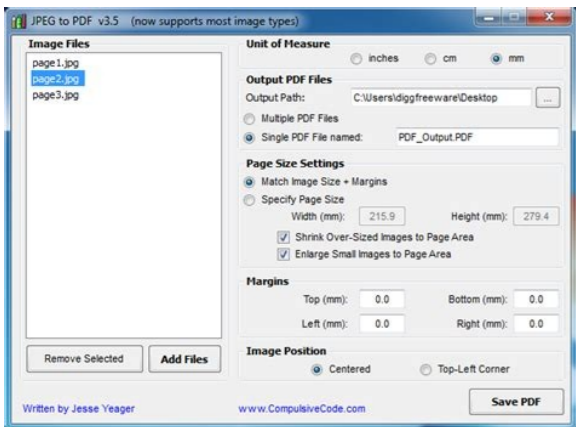 JPEG to PDF v3.5 (now supports most image types)
Image Files
page1.jpg
page2.jpg
page3.jpg
Remove Selected
Add Files
Written by Jesse Yeager
Unit of Measure
inches
cm
mm
Output PDF Files
Output Path: C:\Users\diggfreeware\Desktop ...
Multiple PDF Files
Single PDF File named: PDF_Output.PDF
Page Size Settings
Match Image Size + Margins
Specify Page Size
Width (mm): 215.9 Height (mm): 279.4
Shrink Over-Sized Images to Page Area
Enlarge Small Images to Page Area
Margins
Top (mm): 0.0 Bottom (mm): 0.0
Left (mm): 0.0 Right (mm): 0.0
Image Position
Centered Top-Left Corner
www.CompulsiveCode.com
Save PDF